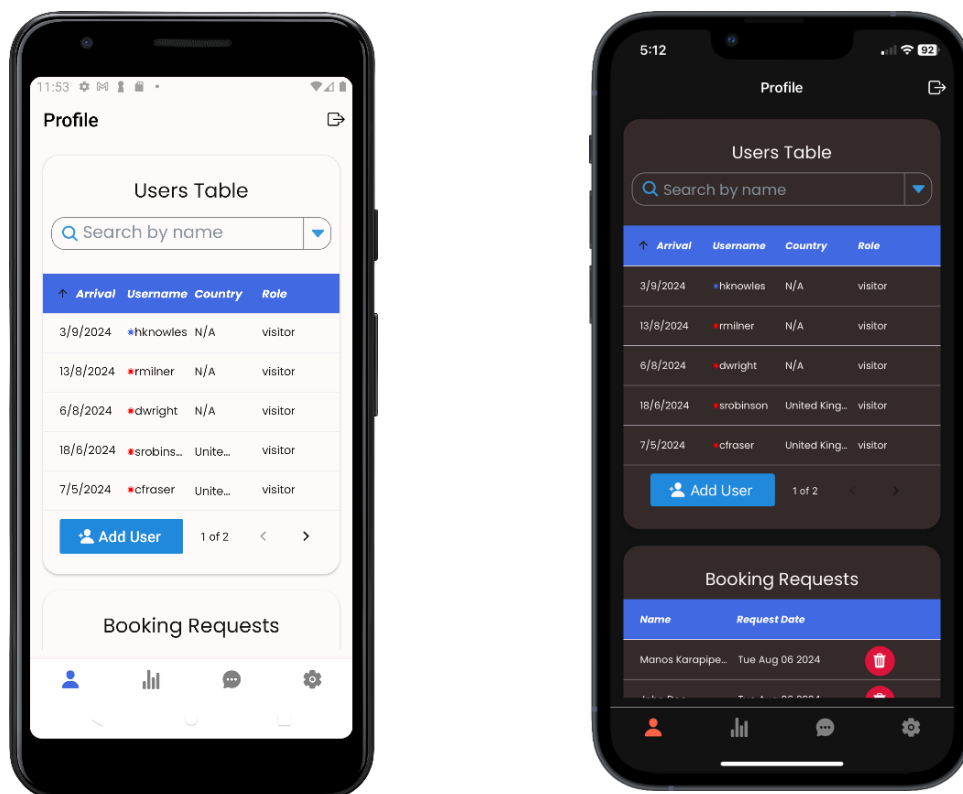 11:53
Profile
Users Table
Search by name
Arrival Username Country Role
3/9/2024 hknowles N/A visitor
13/8/2024 rmilner N/A visitor
6/8/2024 dwright N/A visitor
18/6/2024 srobins... Unite... visitor
7/5/2024 cfraser Unite... visitor
Add User 1 of 2
Booking Requests
5:12 92
Profile
Users Table
Search by name
Arrival Username Country Role
3/9/2024 hknowles N/A visitor
13/8/2024 rmilner N/A visitor
6/8/2024 dwright N/A visitor
18/6/2024 srobinson United King... visitor
7/5/2024 cfraser United King... visitor
Add User 1 of 2
Booking Requests
Name Request Date
Manos Karapipe... Tue Aug 06 2024